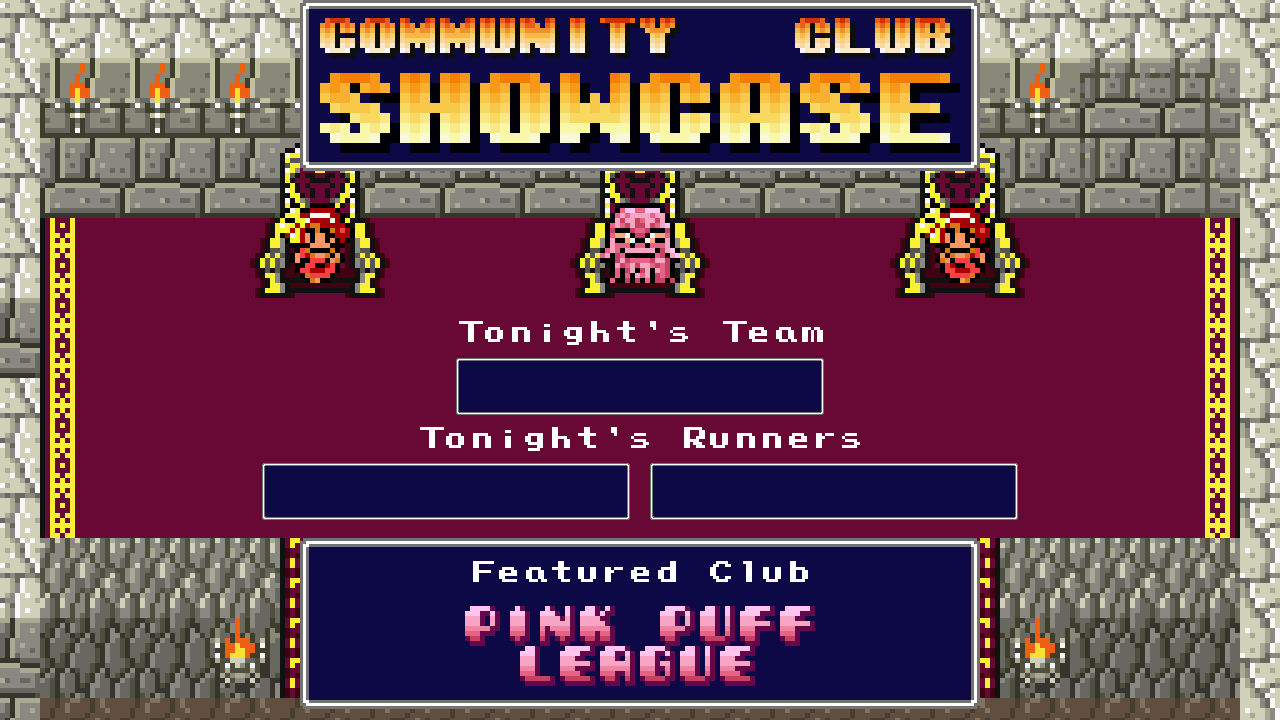 COMMUNITY CLUB
SHOWCASE
Tonight's Team
Tonight's Runners
Featured Club
PINK PUFF
LEAGUE